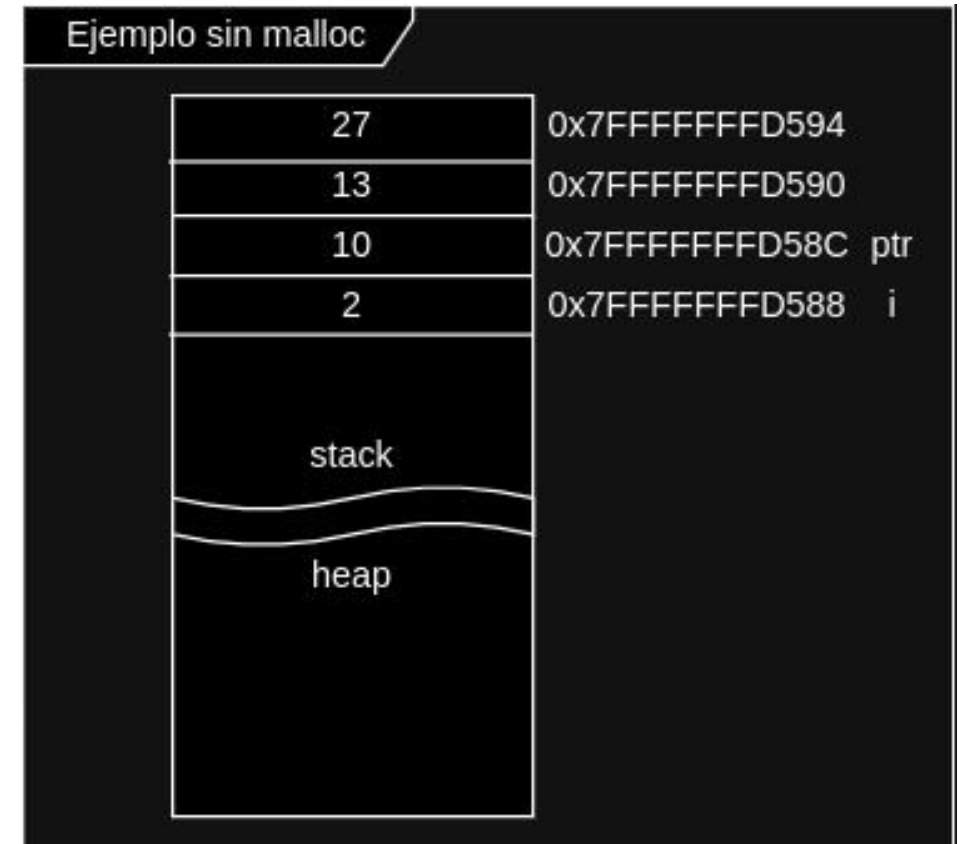 Ejemplo sin malloc
27 0x7FFFFFFFD594
13 0x7FFFFFFFD590
10 0x7FFFFFFFD58C ptr
2 0x7FFFFFFFD588 i
stack
heap